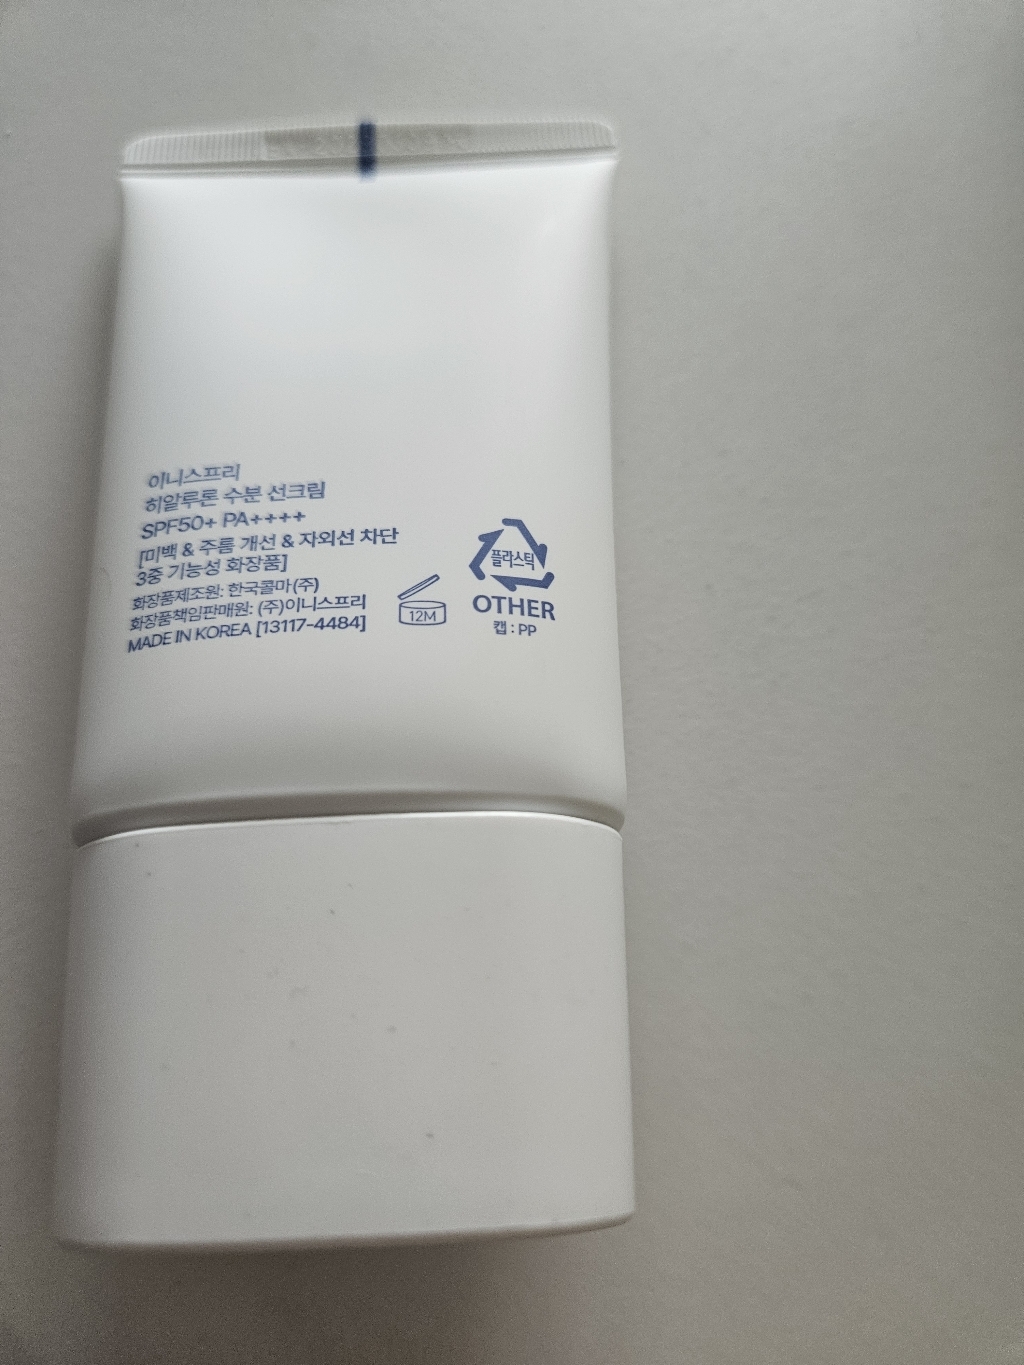 이니스프리
히알루론 수분 선크림
SPF50+ PA++++
[미백 & 주름 개선 & 자외선 차단
3중 기능성 화장품]
화장품제조원: 한국콜마(주)
화장품책임판매원: (주)이니스프리
MADE IN KOREA [13117-4484]
12M
플라스틱
OTHER
캡 : PP